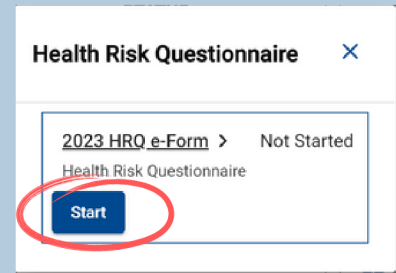 Health Risk Questionnaire ×
2023 HRQ e-Form > Not Started
Health Risk Questionnaire
Start